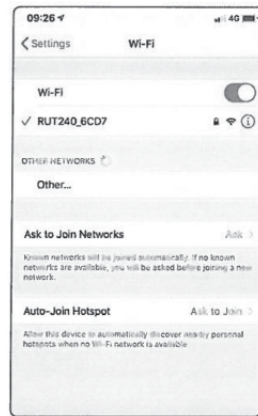 09:26 4G
Settings Wi-Fi
Wi-Fi
RUT240_6CD7
OTHER NETWORKS
Other...
Ask to Join Networks Ask
Known networks will be joined automatically. If no known
networks are available, you will be asked before joining a new
network.
Auto-Join Hotspot Ask to Join
Allow this device to automatically discover nearby personal
hotspots when no Wi-Fi network is available